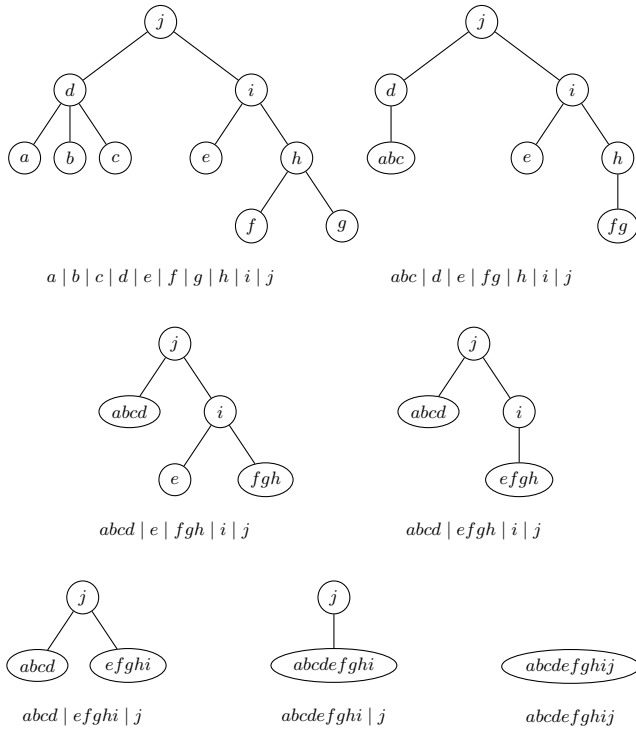 j j
d i d i
a b c e h abc e h
f g fg
a | b | c | d | e | f | g | h | i | j abc | d | e | fg | h | i | j
j j
abcd i abcd i
e fgh efgh
abcd | e | fgh | i | j abcd | efgh | i | j
j j
abcd efghi abcdefghi abcdefghij
abcd | efghi | j abcdefghi | j abcdefghij